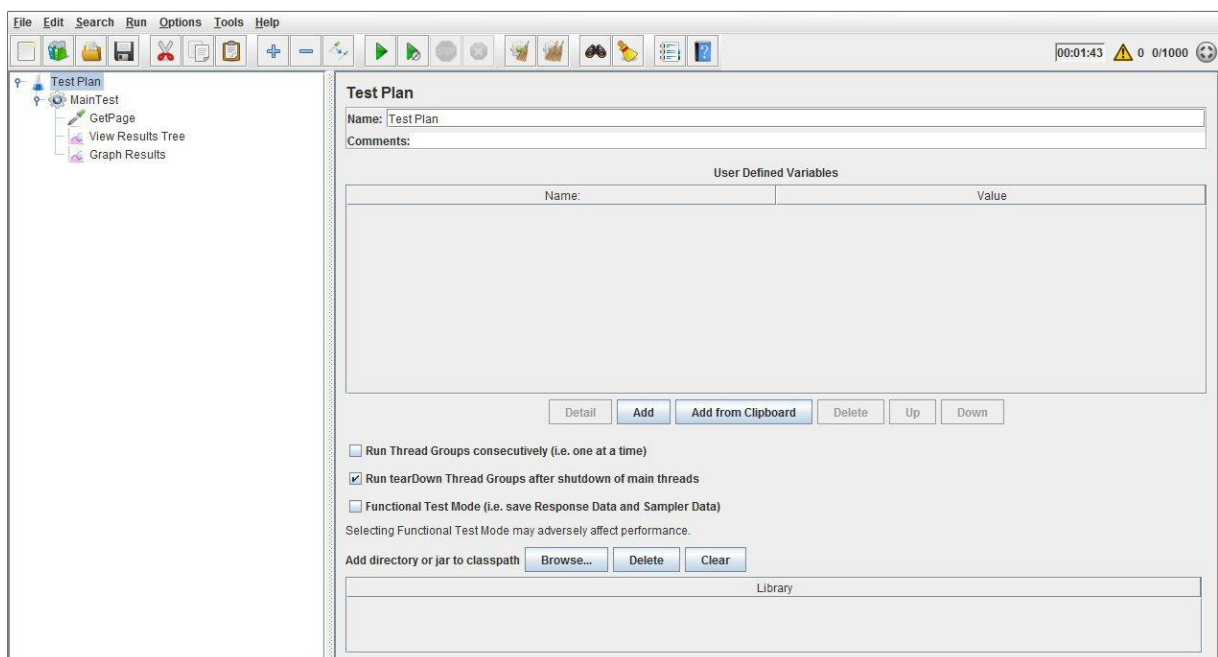 File Edit Search Run Options Tools Help
00:01:43 0 0/1000
Test Plan
MainTest
GetPage
View Results Tree
Graph Results
Test Plan
Name: Test Plan
Comments:
User Defined Variables
Name: Value
Detail Add Add from Clipboard Delete Up Down
Run Thread Groups consecutively (i.e. one at a time)
Run tearDown Thread Groups after shutdown of main threads
Functional Test Mode (i.e. save Response Data and Sampler Data)
Selecting Functional Test Mode may adversely affect performance.
Add directory or jar to classpath Browse... Delete Clear
Library